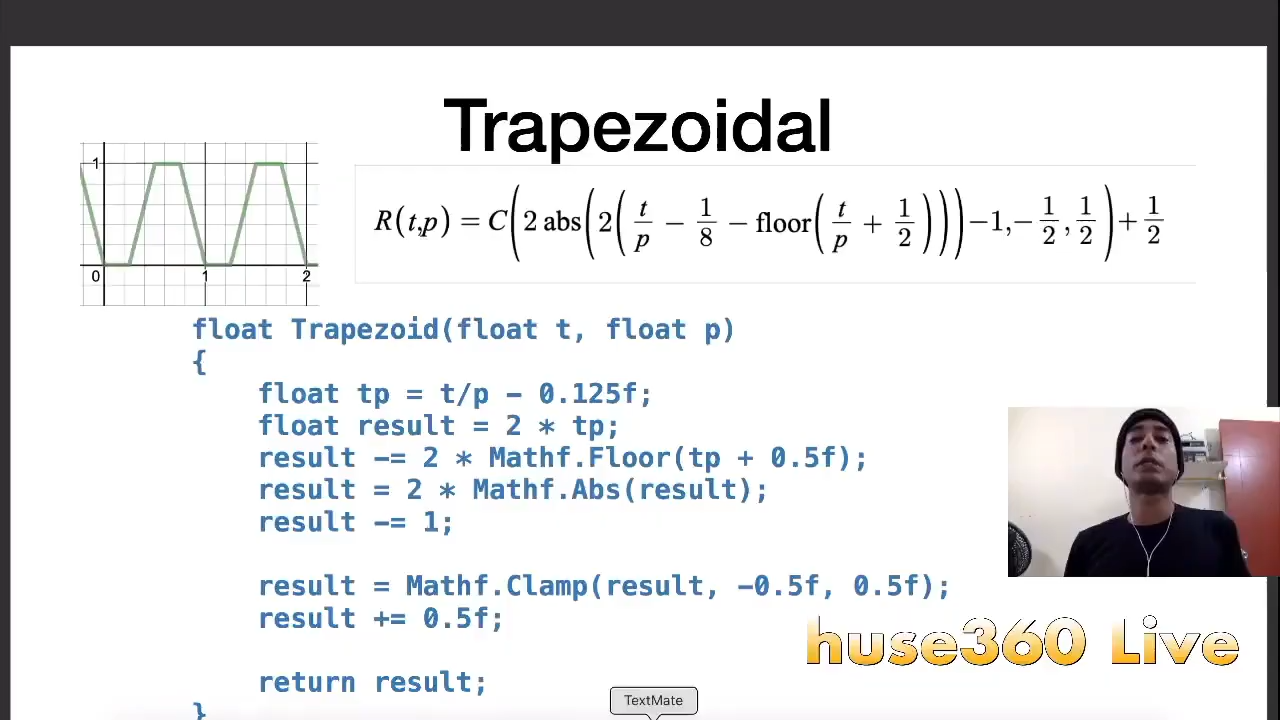 Trapezoidal
1
0
1
2
R(t,p) = C(2 abs(2(t/p − 1/8 − floor(t/p + 1/2)))−1,−1/2,1/2)+1/2
float Trapezoid(float t, float p)
{
float tp = t/p - 0.125f;
float result = 2 * tp;
result -= 2 * Mathf.Floor(tp + 0.5f);
result = 2 * Mathf.Abs(result);
result -= 1;
result = Mathf.Clamp(result, -0.5f, 0.5f);
result += 0.5f;
return result;
}
huse360 Live
TextMate